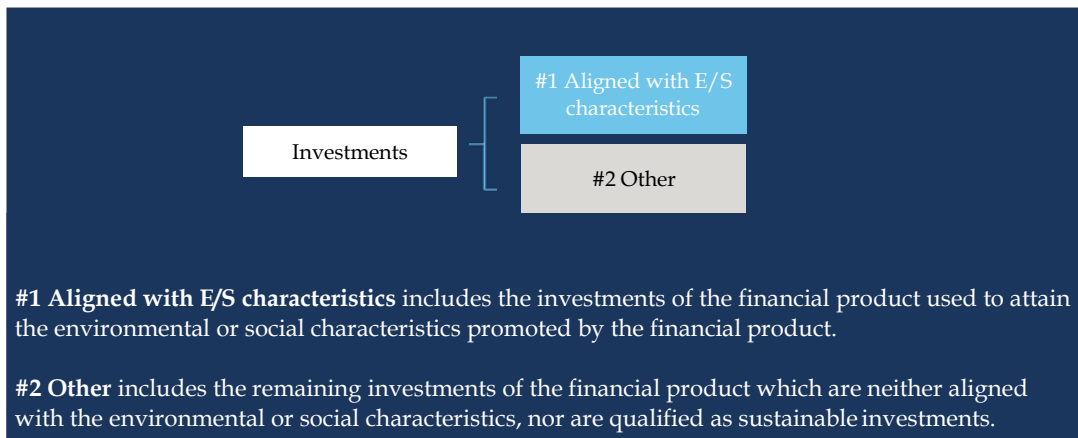 #1 Aligned with E/S
characteristics
Investments
#2 Other
#1 Aligned with E/S characteristics includes the investments of the financial product used to attain
the environmental or social characteristics promoted by the financial product.
#2 Other includes the remaining investments of the financial product which are neither aligned
with the environmental or social characteristics, nor are qualified as sustainable investments.